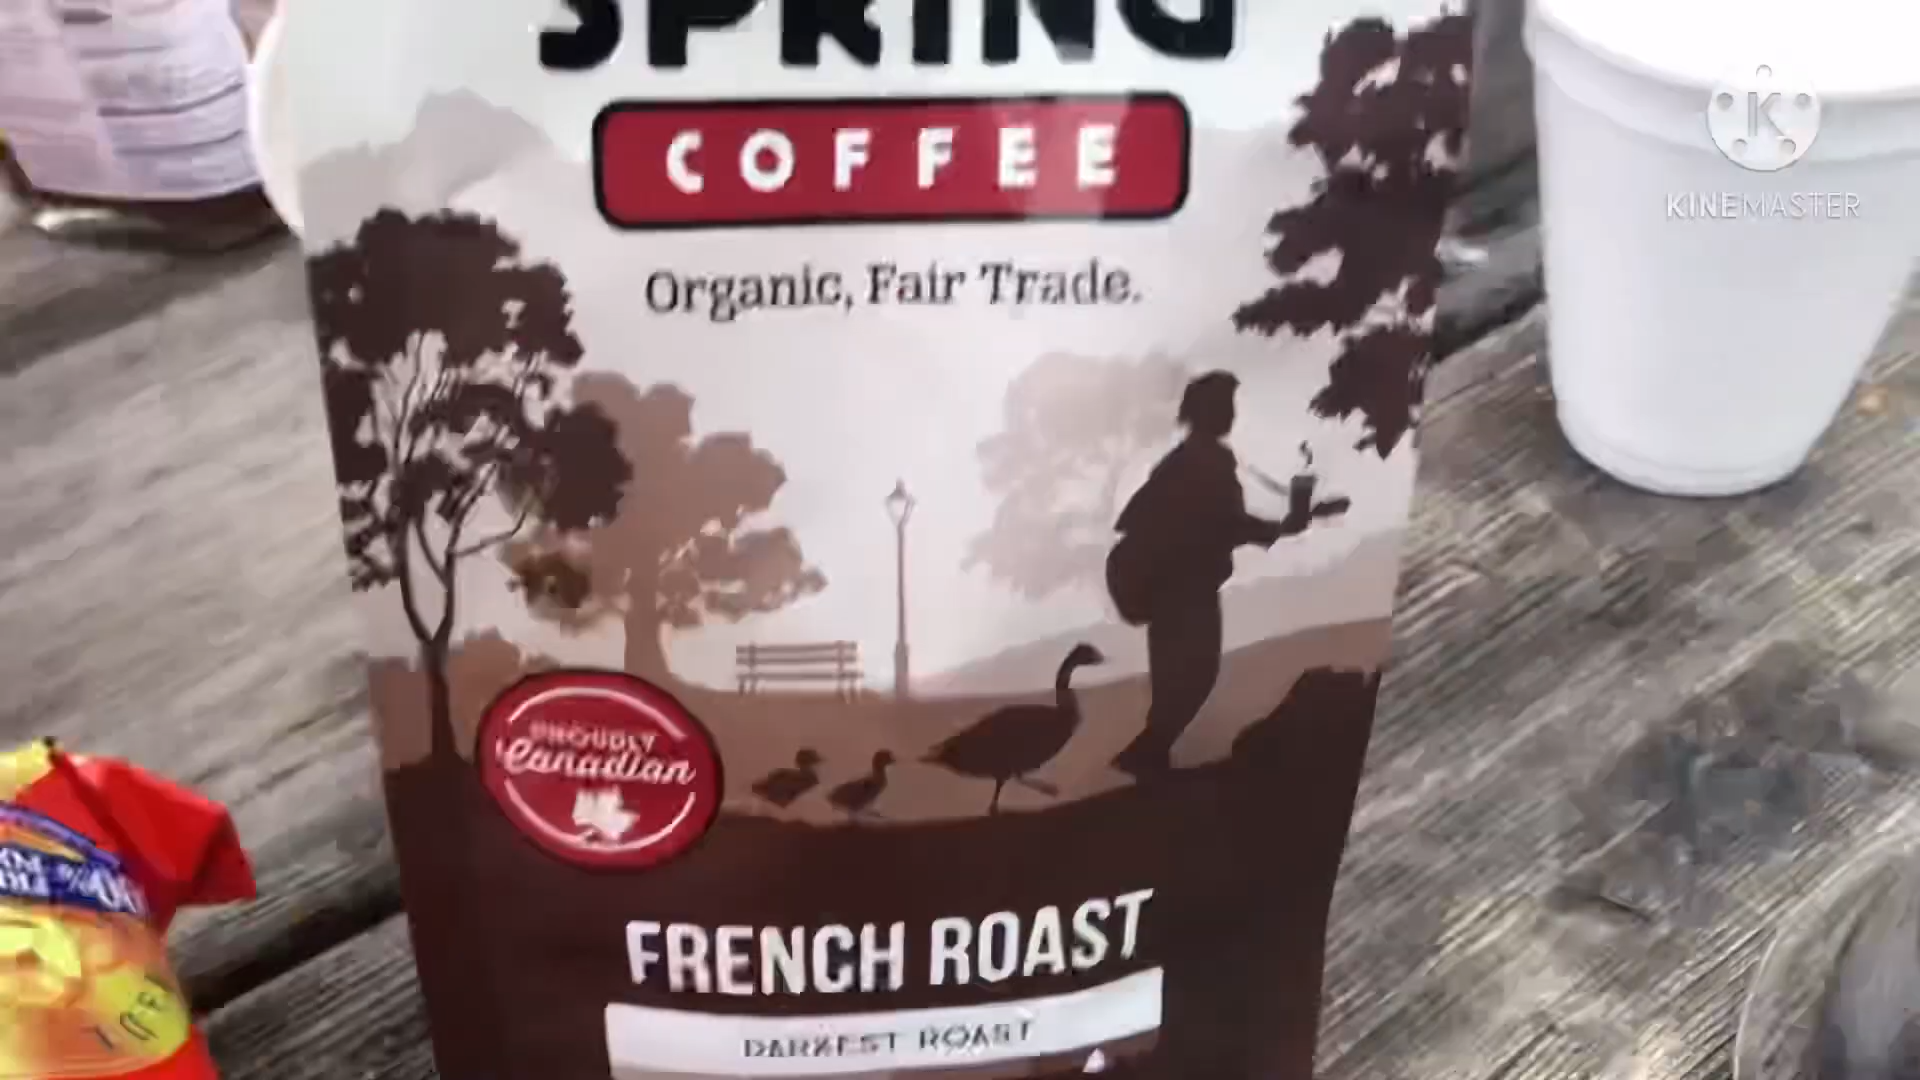 SPRING
COFFEE
KINEMASTER
Organic, Fair Trade.
PROUDLY
Canadian
FRENCH ROAST
DARKEST ROAST